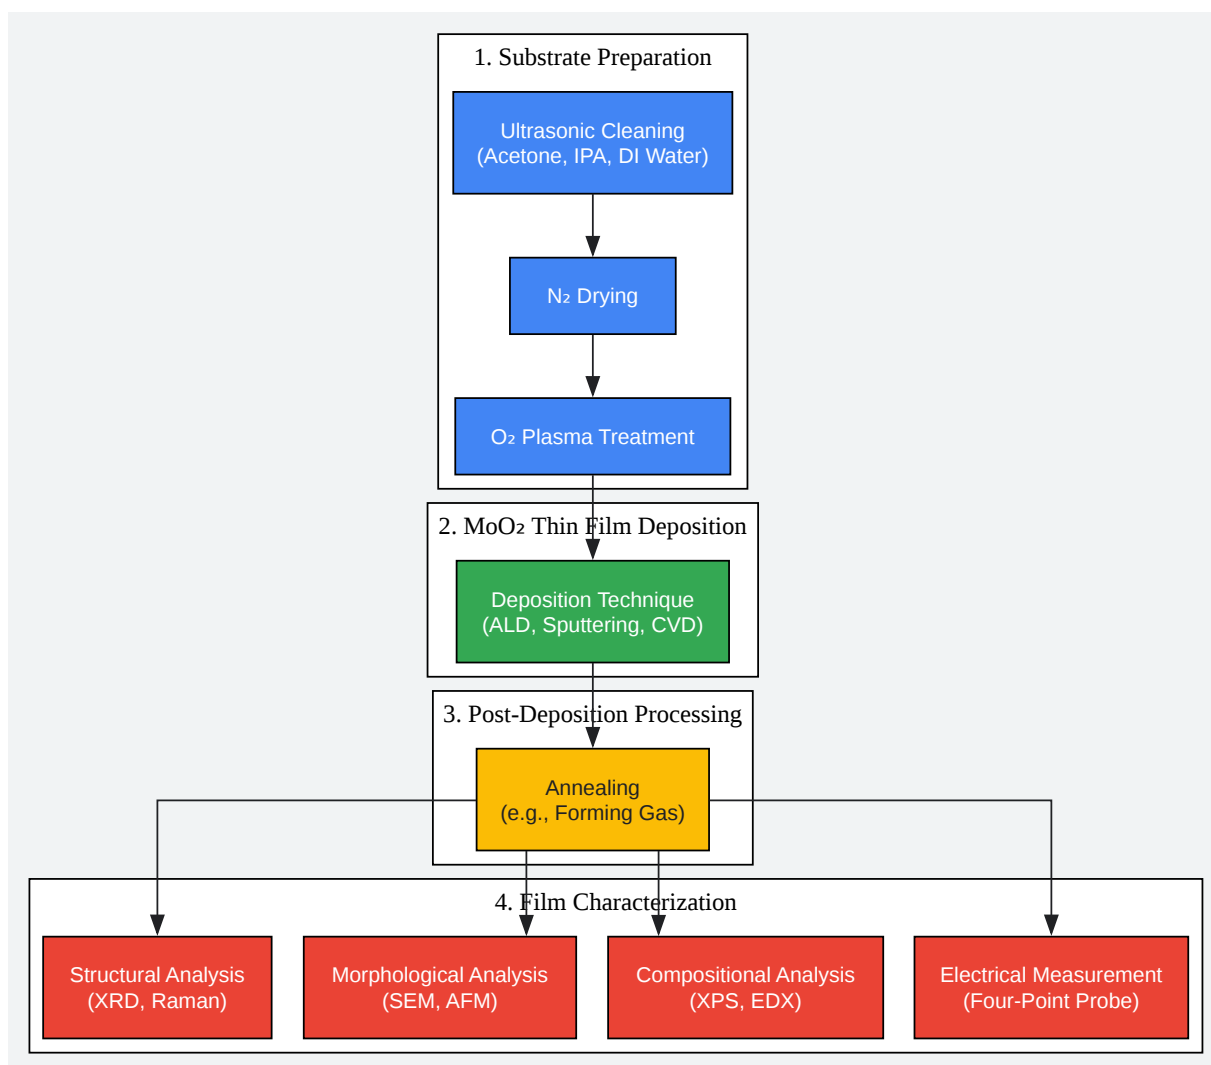 1. Substrate Preparation
Ultrasonic Cleaning
(Acetone, IPA, DI Water)
N₂ Drying
O₂ Plasma Treatment
2. MoO₂ Thin Film Deposition
Deposition Technique
(ALD, Sputtering, CVD)
3. Post-Deposition Processing
Annealing
(e.g., Forming Gas)
4. Film Characterization
Structural Analysis
(XRD, Raman)
Morphological Analysis
(SEM, AFM)
Compositional Analysis
(XPS, EDX)
Electrical Measurement
(Four-Point Probe)